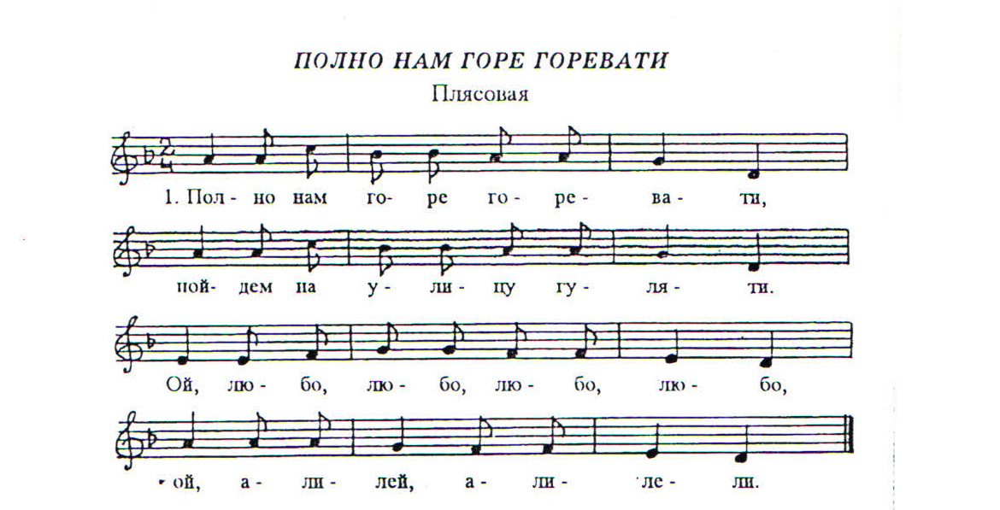 ПОЛНО НАМ ГОРЕ ГОРЕВАТИ
Плясовая
2/4
1. Пол - но нам го- ре го - ре - ва - ти,
пой- дем на у - ли - цу гу - ля - ти.
Ой, лю - бо, лю - бо, лю - бо, лю - бо,
ой, а - ли - лей, а - ли - ле - ли.